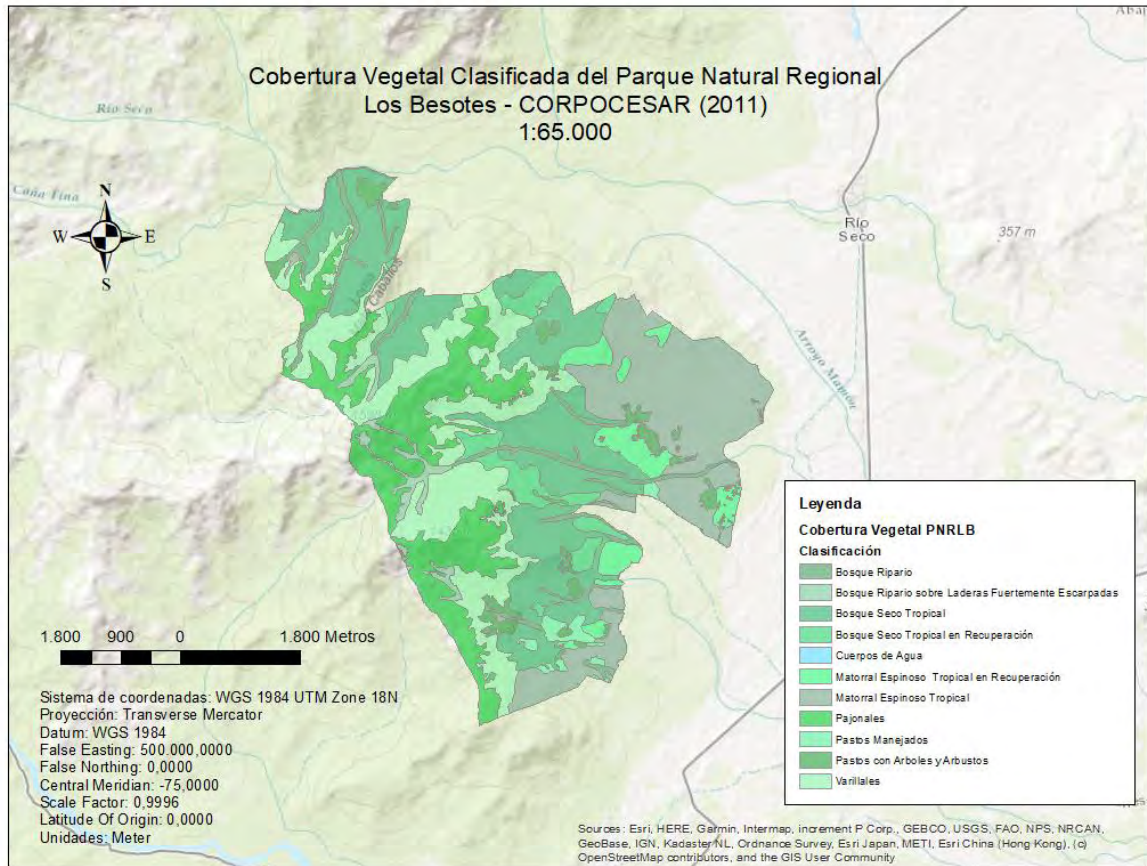 Cobertura Vegetal Clasificada del Parque Natural Regional
Los Besotes - CORPOCESAR (2011)
1:65.000
Río Seco
N
W E
S
Río
Seco
357 m
Caballos
Arroyo Mamón
1.800 900 0 1.800 Metros
Sistema de coordenadas: WGS 1984 UTM Zone 18N
Proyección: Transverse Mercator
Datum: WGS 1984
False Easting: 500.000,0000
False Northing: 0,0000
Central Meridian: -75,0000
Scale Factor: 0,9996
Latitude Of Origin: 0,0000
Unidades: Meter
Leyenda
Cobertura Vegetal PNRLB
Clasificación
Bosque Ripario
Bosque Ripario sobre Laderas Fuertemente Escarpadas
Bosque Seco Tropical
Bosque Seco Tropical en Recuperación
Cuerpos de Agua
Matorral Espinoso Tropical en Recuperación
Matorral Espinoso Tropical
Pajonales
Pastos Manejados
Pastos con Arboles y Arbustos
Varillales
Sources: Esri, HERE, Garmin, Intermap, increment P Corp., GEBCO, USGS, FAO, NPS, NRCAN,
GeoBase, IGN, Kadaster NL, Ordnance Survey, Esri Japan, METI, Esri China (Hong Kong), (c)
OpenStreetMap contributors, and the GIS User Community